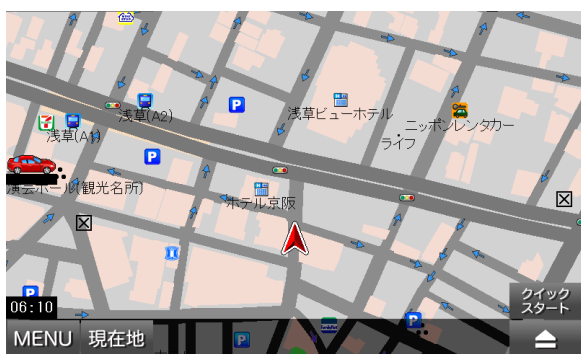 浅草(A2)
P
浅草ビューホテル
7
浅草(A1)
ニッポンレンタカー
ライフ
P
演芸ホール(観光名所)
ホテル京阪
P
06:10
クイック
スタート
MENU
現在地
P
P